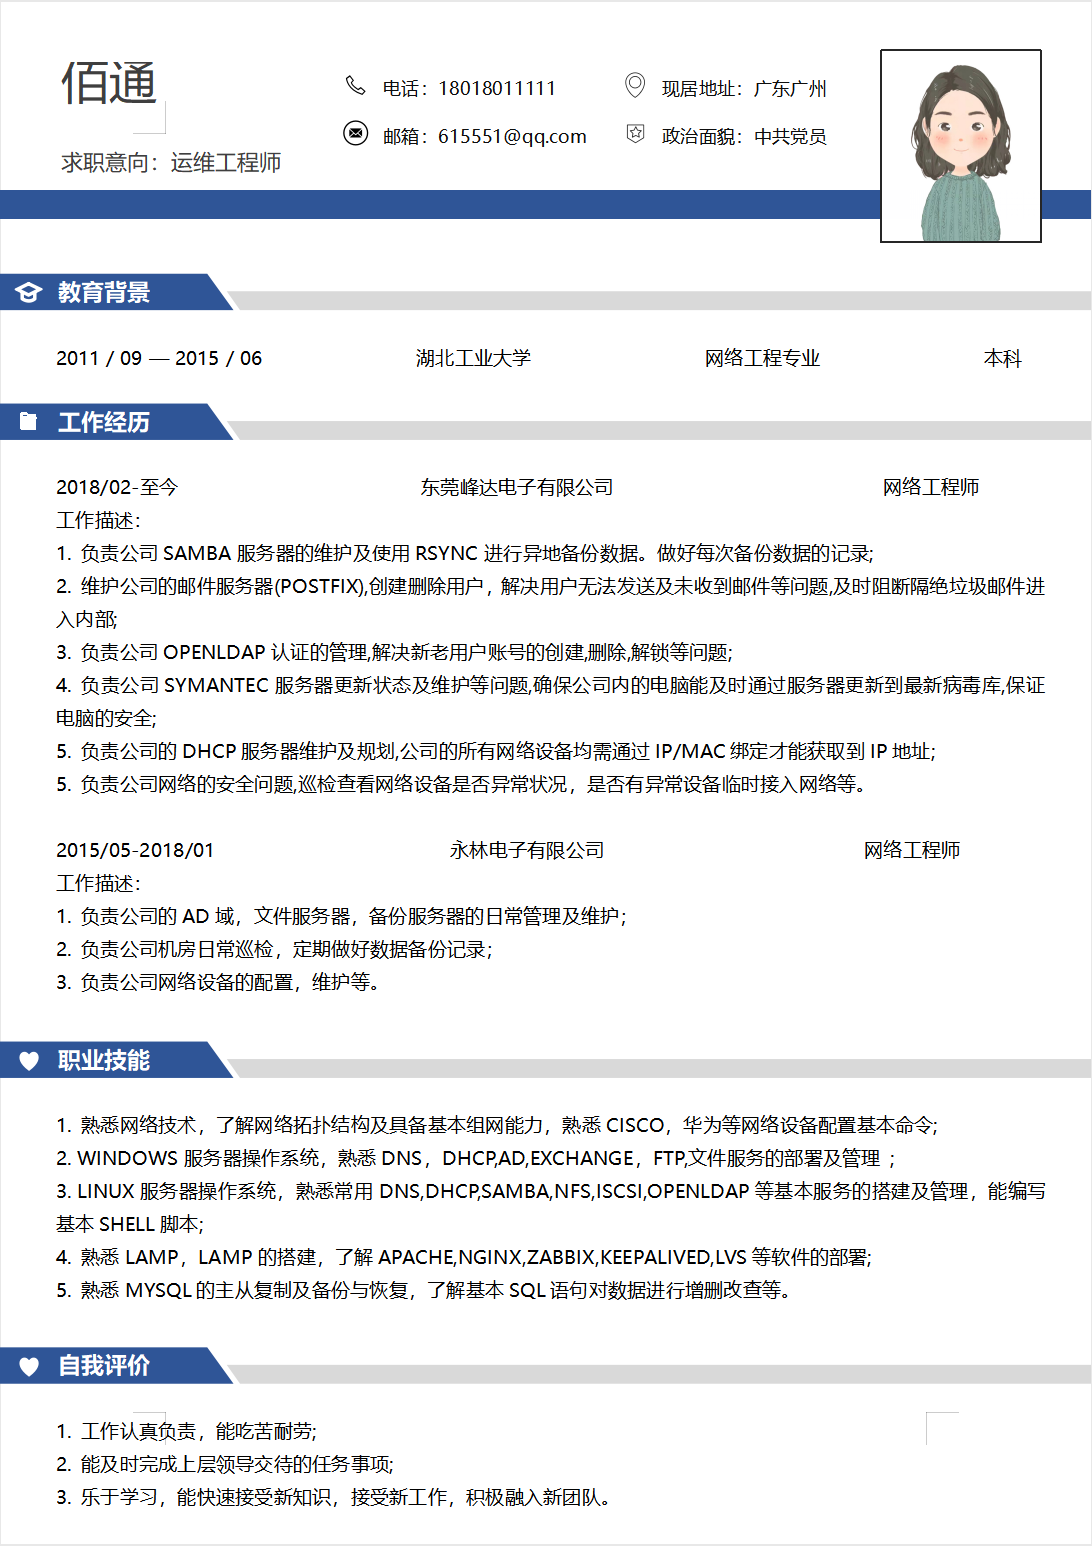 佰通
电话：18018011111
现居地址：广东广州
邮箱：615551@qq.com
政治面貌：中共党员
求职意向：运维工程师
教育背景
2011 / 09 — 2015 / 06 湖北工业大学 网络工程专业 本科
工作经历
2018/02-至今 东莞峰达电子有限公司 网络工程师
工作描述：
1. 负责公司 SAMBA 服务器的维护及使用 RSYNC 进行异地备份数据。做好每次备份数据的记录;
2. 维护公司的邮件服务器(POSTFIX),创建删除用户，解决用户无法发送及未收到邮件等问题,及时阻断隔绝垃圾邮件进
入内部;
3. 负责公司 OPENLDAP 认证的管理,解决新老用户账号的创建,删除,解锁等问题;
4. 负责公司 SYMANTEC 服务器更新状态及维护等问题,确保公司内的电脑能及时通过服务器更新到最新病毒库,保证
电脑的安全;
5. 负责公司的 DHCP 服务器维护及规划,公司的所有网络设备均需通过 IP/MAC 绑定才能获取到 IP 地址;
5. 负责公司网络的安全问题,巡检查看网络设备是否异常状况，是否有异常设备临时接入网络等。
2015/05-2018/01 永林电子有限公司 网络工程师
工作描述：
1. 负责公司的 AD 域，文件服务器，备份服务器的日常管理及维护；
2. 负责公司机房日常巡检，定期做好数据备份记录；
3. 负责公司网络设备的配置，维护等。
职业技能
1. 熟悉网络技术，了解网络拓扑结构及具备基本组网能力，熟悉 CISCO，华为等网络设备配置基本命令;
2. WINDOWS 服务器操作系统，熟悉 DNS，DHCP,AD,EXCHANGE，FTP,文件服务的部署及管理 ；
3. LINUX 服务器操作系统，熟悉常用 DNS,DHCP,SAMBA,NFS,ISCSI,OPENLDAP 等基本服务的搭建及管理，能编写
基本 SHELL 脚本;
4. 熟悉 LAMP，LAMP 的搭建，了解 APACHE,NGINX,ZABBIX,KEEPALIVED,LVS 等软件的部署;
5. 熟悉 MYSQL 的主从复制及备份与恢复，了解基本 SQL 语句对数据进行增删改查等。
自我评价
1. 工作认真负责，能吃苦耐劳;
2. 能及时完成上层领导交待的任务事项;
3. 乐于学习，能快速接受新知识，接受新工作，积极融入新团队。